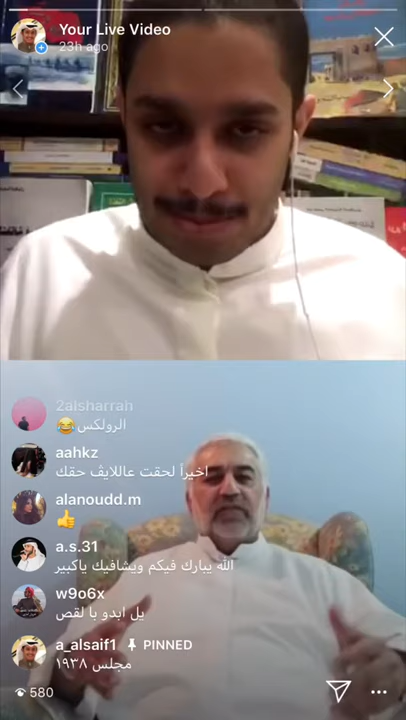 Your Live Video
23h ago
2alsharrah
الرولكس 😂
aahkz
اخيراً لحقت عاللايف حقك
alanoudd.m
👍
a.s.31
الله يبارك فيكم ويشافيك ياكبير
w9o6x
يل ابدو با لقص
a_alsaif1 PINNED
مجلس ١٩٣٨
580